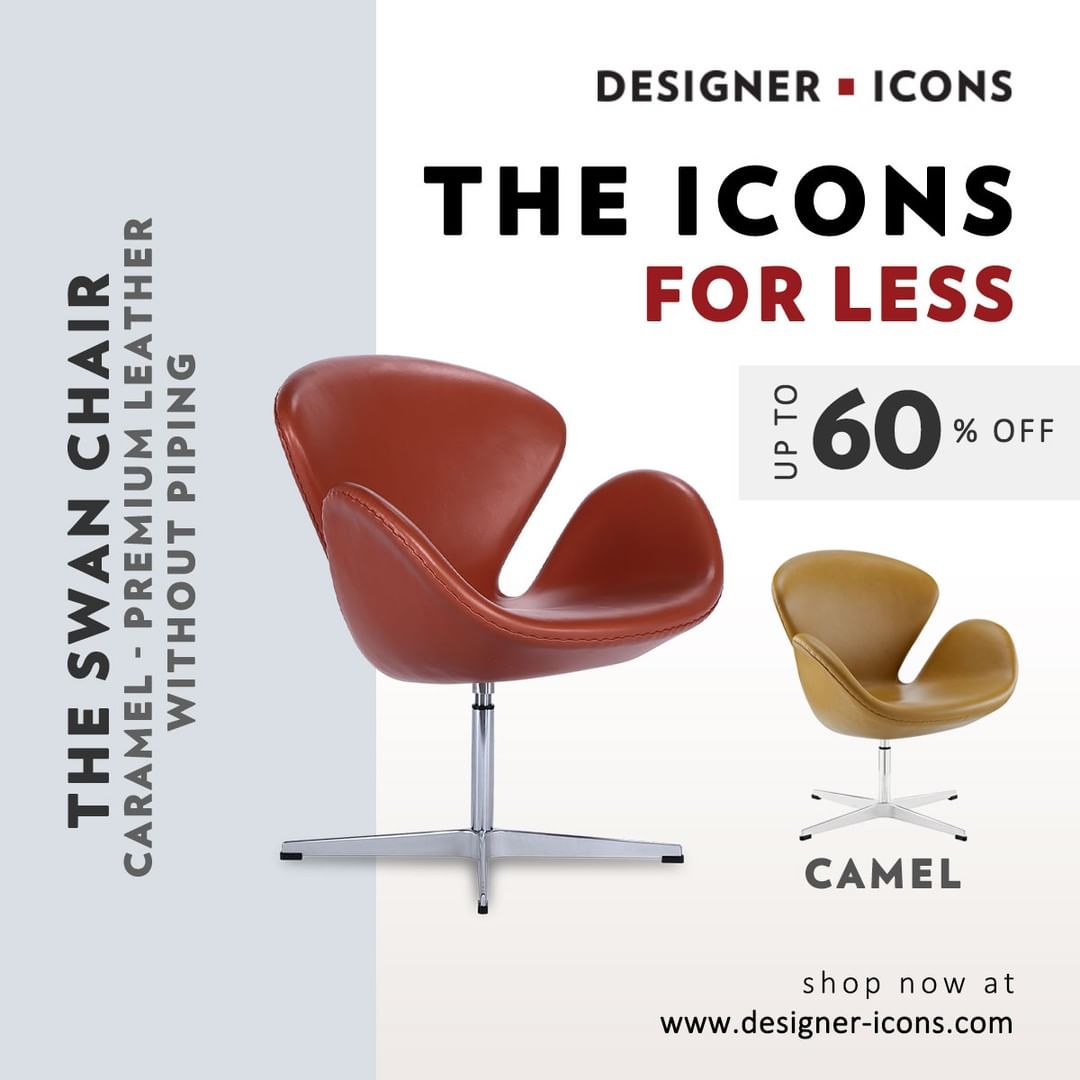 DESIGNER ▪ ICONS
THE ICONS
FOR LESS
UP TO 60 % OFF
THE SWAN CHAIR
CARAMEL - PREMIUM LEATHER
WITHOUT PIPING
CAMEL
shop now at
www.designer-icons.com